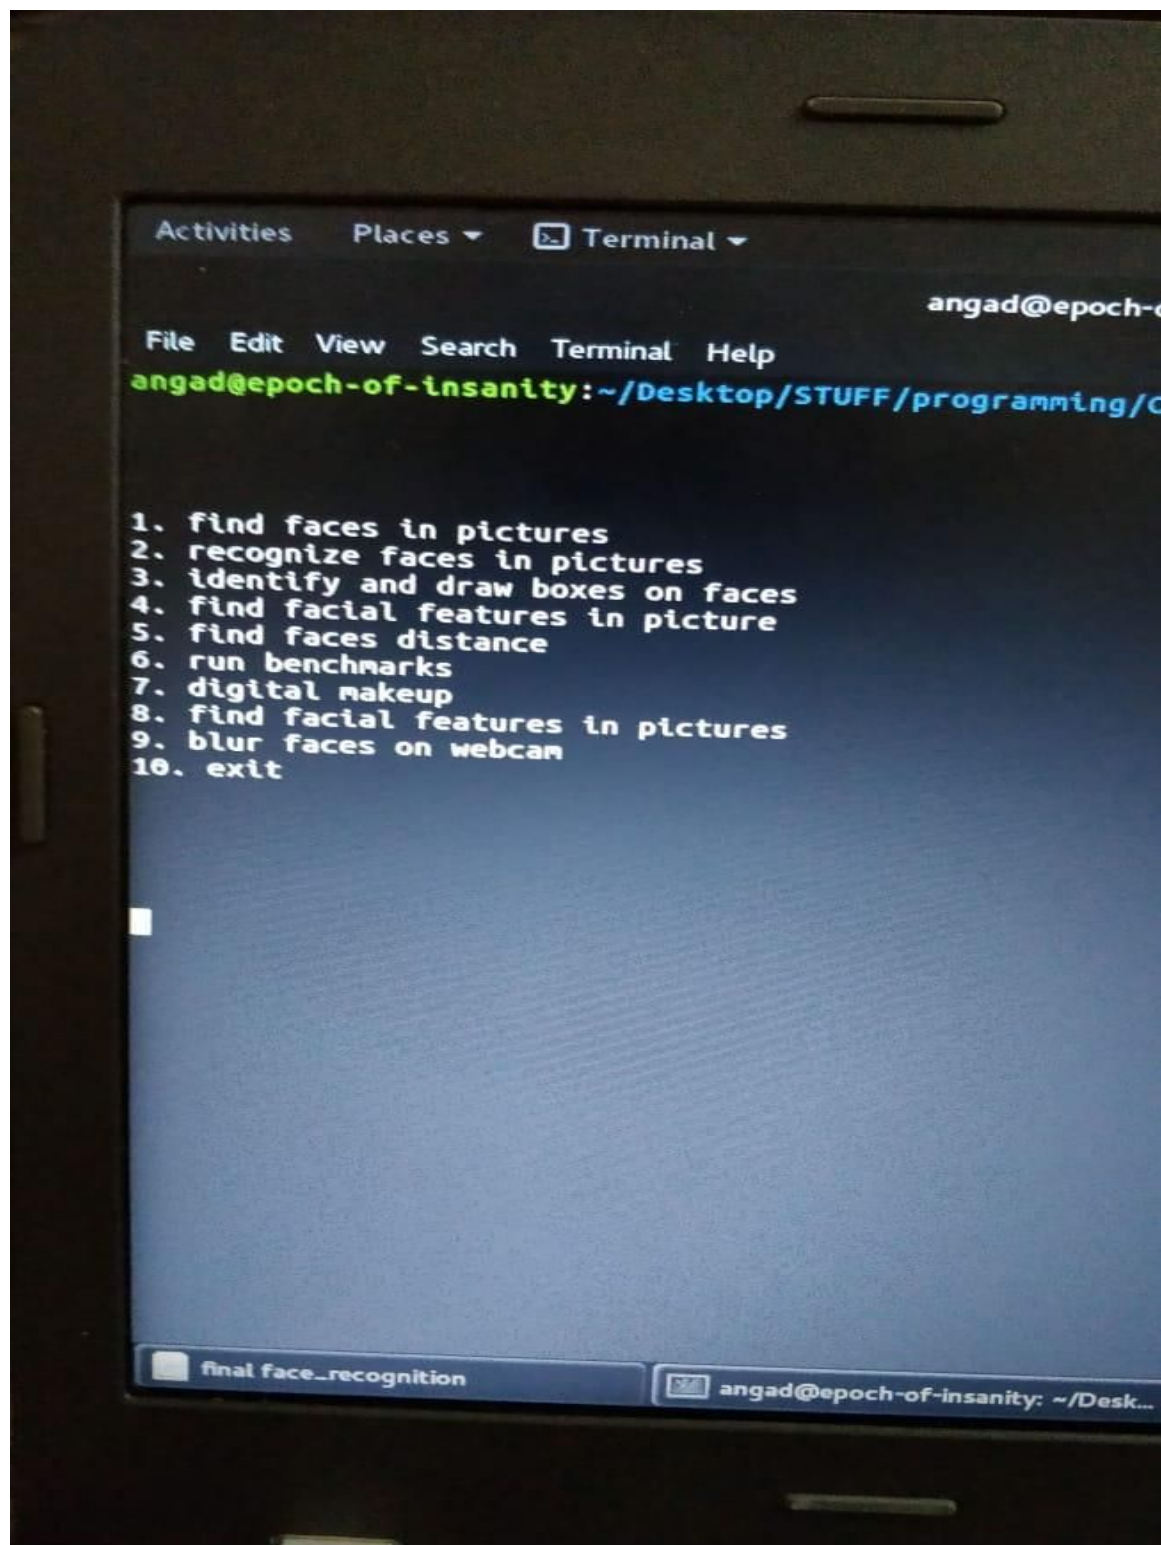 Activities Places Terminal
angad@epoch-
File Edit View Search Terminal Help
angad@epoch-of-insanity:~/Desktop/STUFF/programming/C
1. find faces in pictures
2. recognize faces in pictures
3. identify and draw boxes on faces
4. find facial features in picture
5. find faces distance
6. run benchmarks
7. digital makeup
8. find facial features in pictures
9. blur faces on webcam
10. exit
final face_recognition
angad@epoch-of-insanity: ~/Desk...